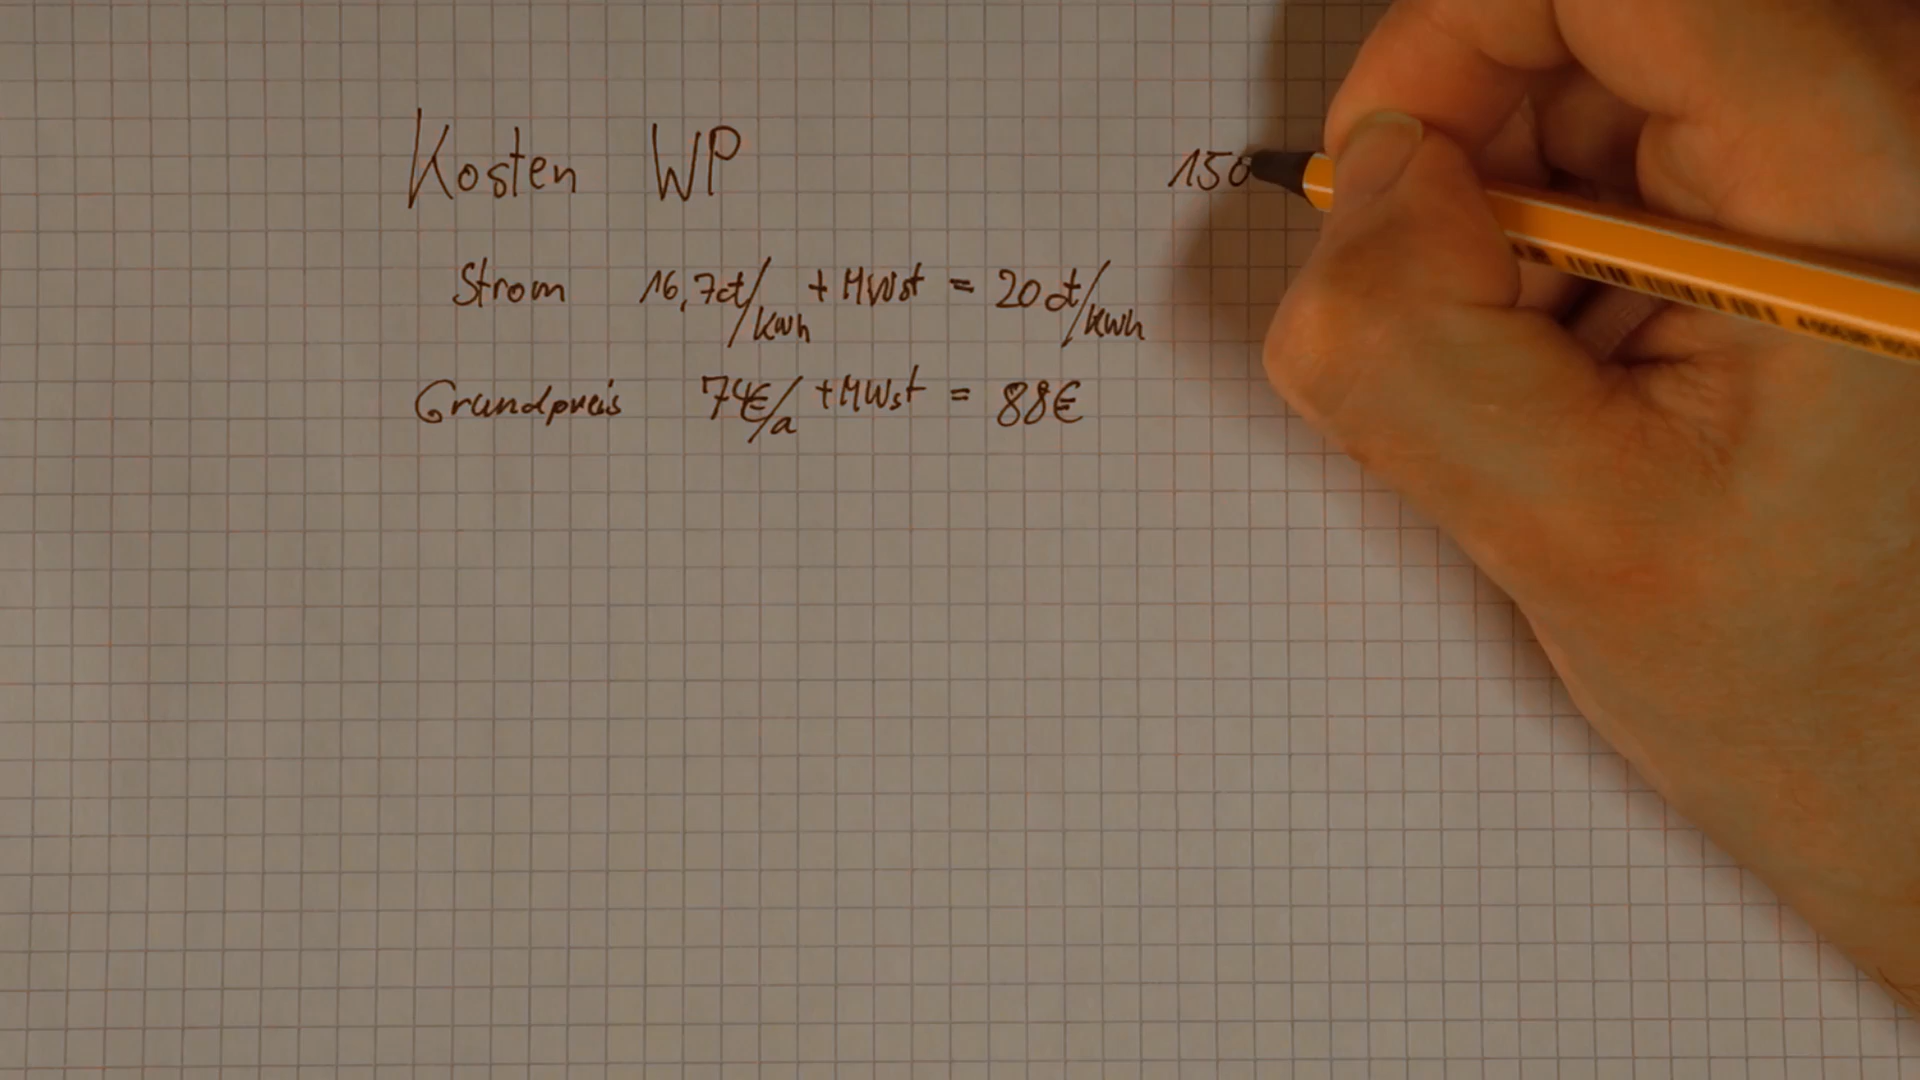 Kosten WP 150
Strom 16,7ct/kWh + MWst = 20ct/kWh
Grundpreis 74€/a + MWst = 88€